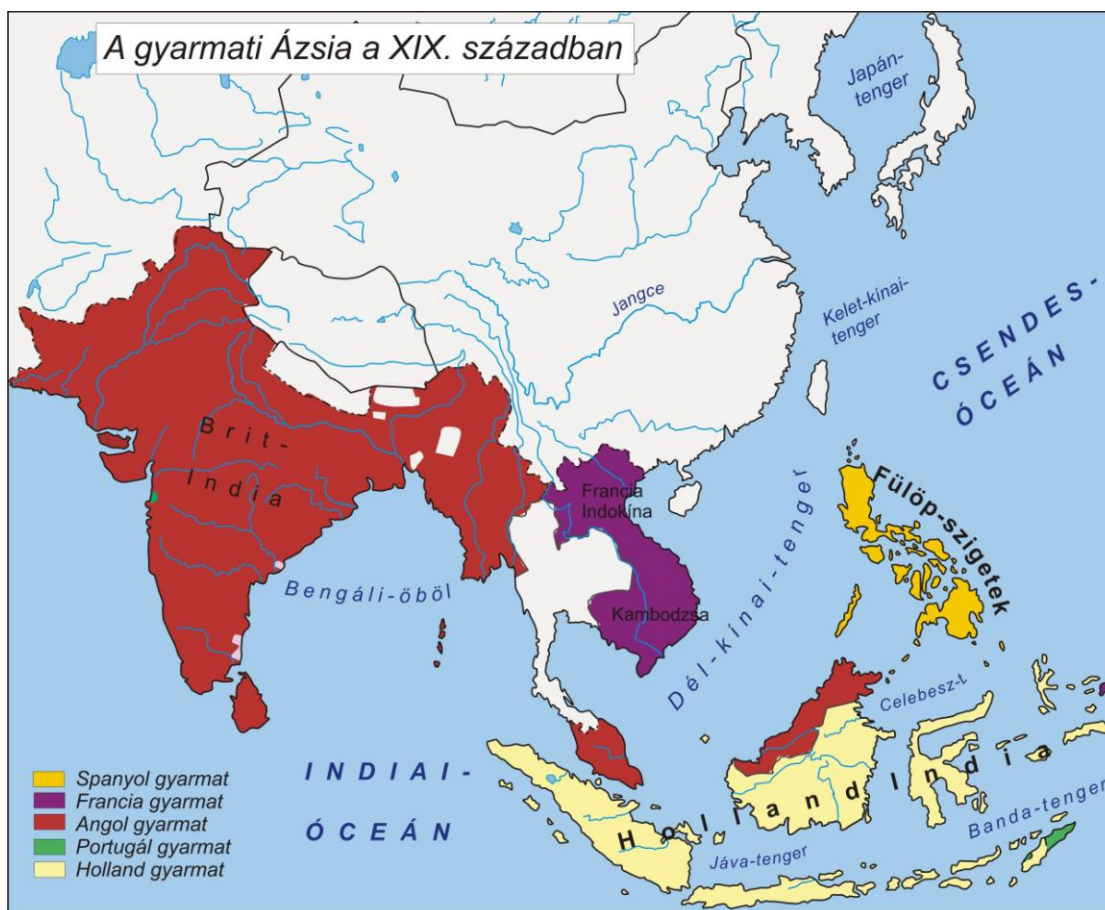 A gyarmati Ázsia a XIX. században
Japán-
tenger
Jangce
Kelet-kínai-
tenger
CSENDES-
ÓCEÁN
Brit-
India
Francia
Indokína
Fülöp-szigetek
Bengáli-öböl
Kambodzsa
Dél-kínai-tenger
Celebesz-t.
INDIAI-
ÓCEÁN
Holland India
Banda-tenger
Jáva-tenger
Spanyol gyarmat
Francia gyarmat
Angol gyarmat
Portugál gyarmat
Holland gyarmat